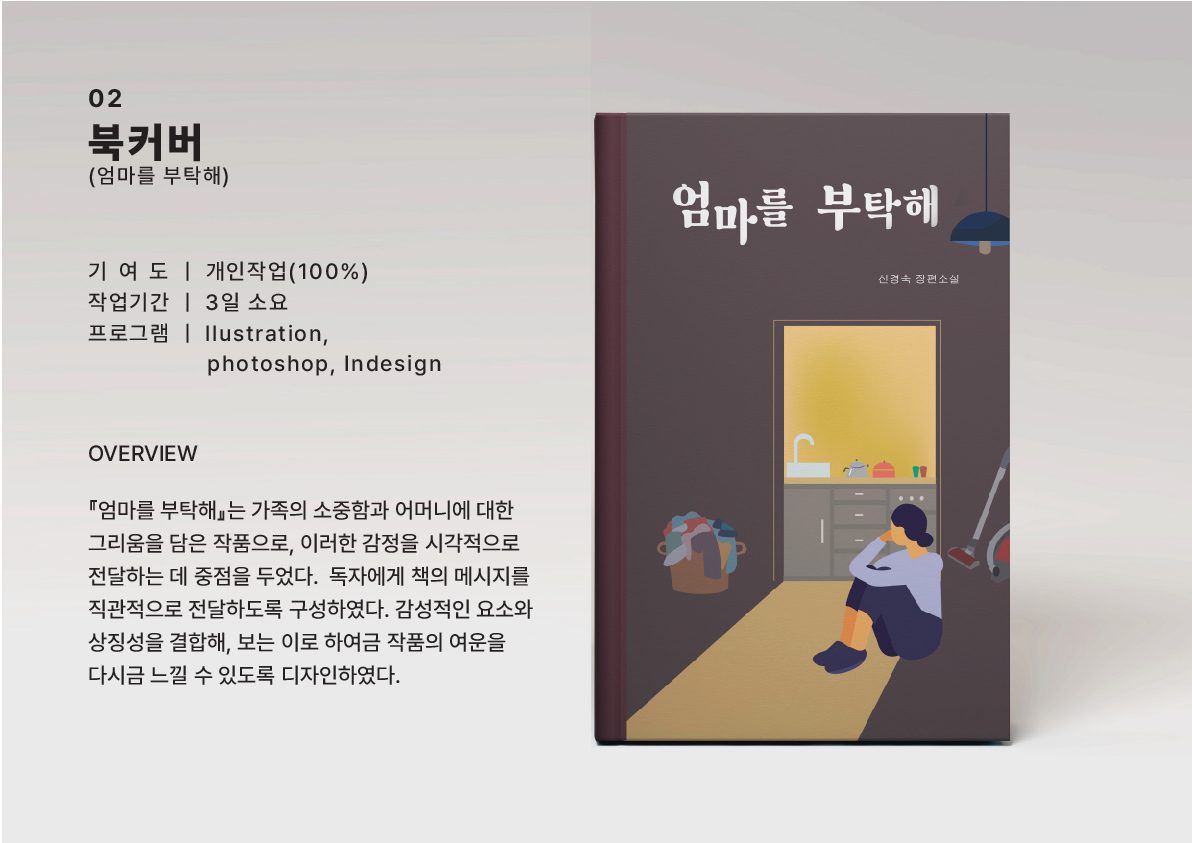 02
북커버
(엄마를 부탁해)
기 여 도 | 개인작업(100%)
작업기간 | 3일 소요
프로그램 | Ilustration,
photoshop, Indesign
OVERVIEW
『엄마를 부탁해』는 가족의 소중함과 어머니에 대한
그리움을 담은 작품으로, 이러한 감정을 시각적으로
전달하는 데 중점을 두었다. 독자에게 책의 메시지를
직관적으로 전달하도록 구성하였다. 감성적인 요소와
상징성을 결합해, 보는 이로 하여금 작품의 여운을
다시금 느낄 수 있도록 디자인하였다.
엄마를 부탁해
신경숙 장편소설